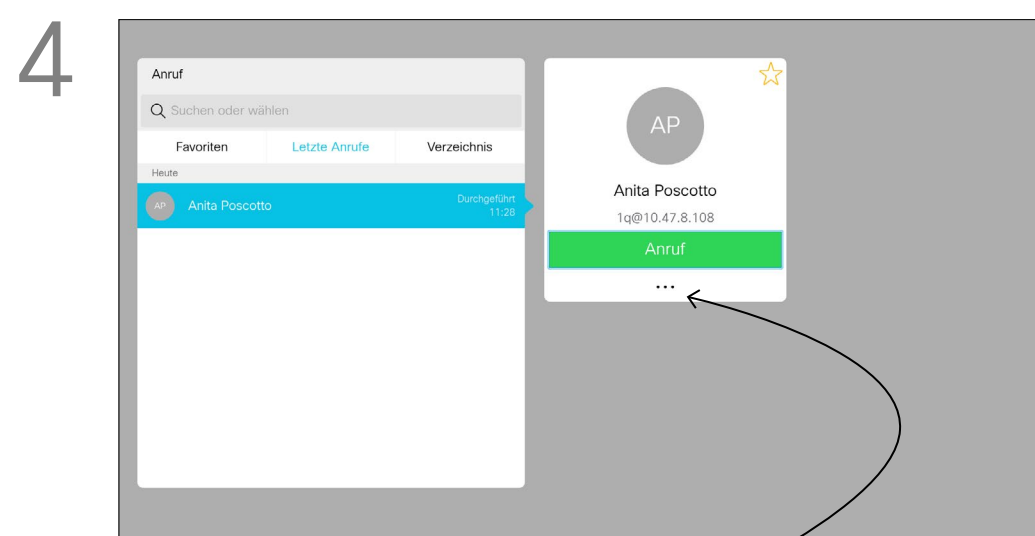 4
Anruf
Suchen oder wählen
Favoriten Letzte Anrufe Verzeichnis
Heute
AP Anita Poscotto Durchgeführt
11:28
AP
Anita Poscotto
1q@10.47.8.108
Anruf
...